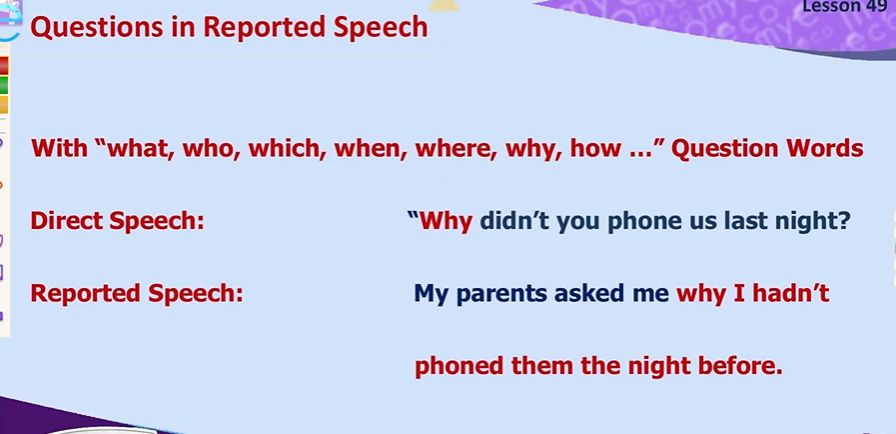 Lesson 49
Questions in Reported Speech
With “what, who, which, when, where, why, how ...” Question Words
Direct Speech: “Why didn’t you phone us last night?
Reported Speech: My parents asked me why I hadn’t
phoned them the night before.